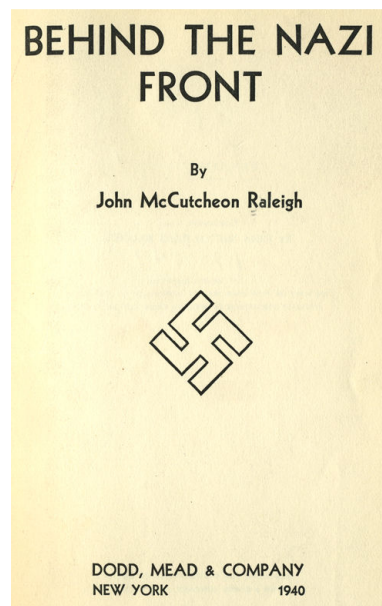 BEHIND THE NAZI
FRONT
By
John McCutcheon Raleigh
DODD, MEAD & COMPANY
NEW YORK 1940